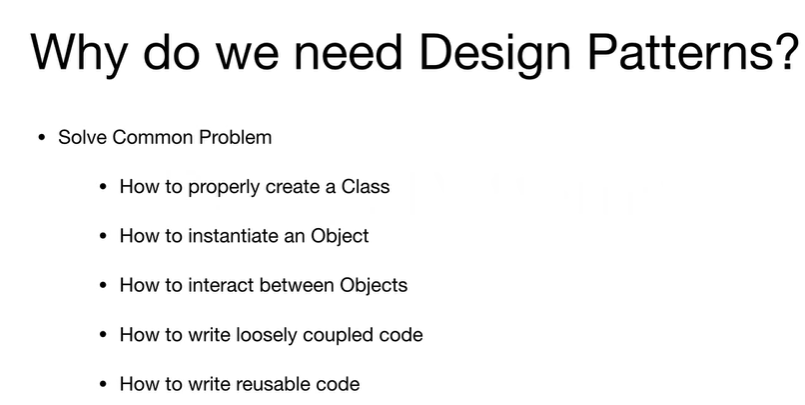 Why do we need Design Patterns?
• Solve Common Problem
• How to properly create a Class
• How to instantiate an Object
• How to interact between Objects
• How to write loosely coupled code
• How to write reusable code